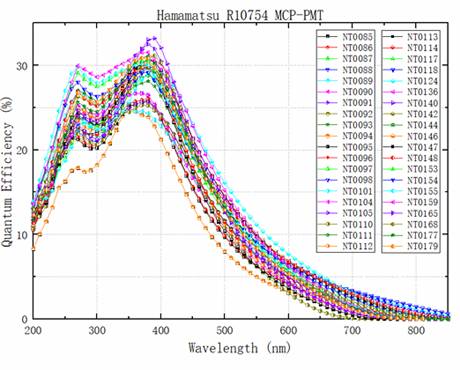 Hamamatsu R10754 MCP-PMT
Quantum Efficiency (%)
30
20
10
0
200 300 400 500 600 700 800
Wavelength (nm)
NT0085
NT0086
NT0087
NT0088
NT0089
NT0090
NT0091
NT0092
NT0093
NT0094
NT0095
NT0096
NT0097
NT0098
NT0101
NT0104
NT0105
NT0110
NT0111
NT0112
NT0113
NT0114
NT0117
NT0118
NT0124
NT0136
NT0140
NT0142
NT0144
NT0146
NT0147
NT0148
NT0153
NT0154
NT0155
NT0159
NT0165
NT0168
NT0177
NT0179